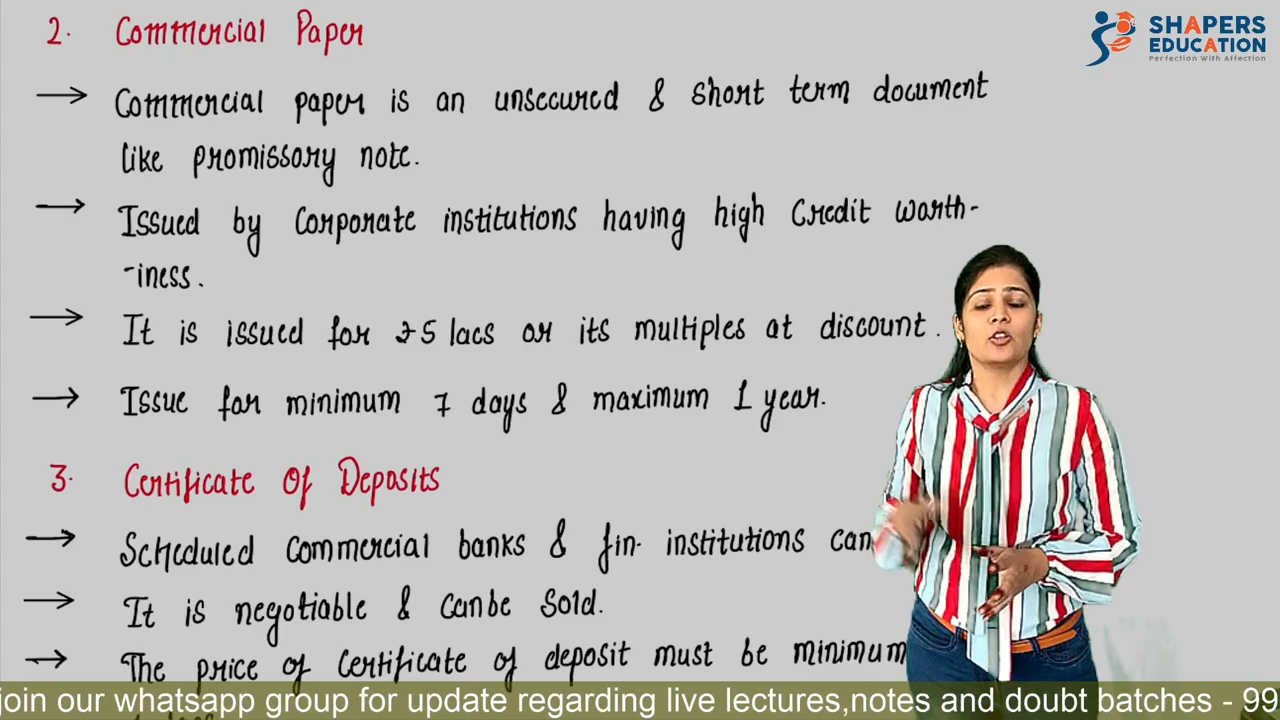 2. Commercial Paper
SHAPERS
EDUCATION
Perfection With Affection
→ Commercial paper is an unsecured & short term document
like promissory note.
→ Issued by Corporate institutions having high Credit worth-
-iness.
→ It is issued for ₹5 lacs or its multiples at discount.
→ Issue for minimum 7 days & maximum 1 year.
3. Certificate Of Deposits
→ Scheduled commercial banks & fin. institutions can
→ It is negotiable & canbe Sold.
→ The price of certificate of deposit must be minimum
join our whatsapp group for update regarding live lectures,notes and doubt batches - 99